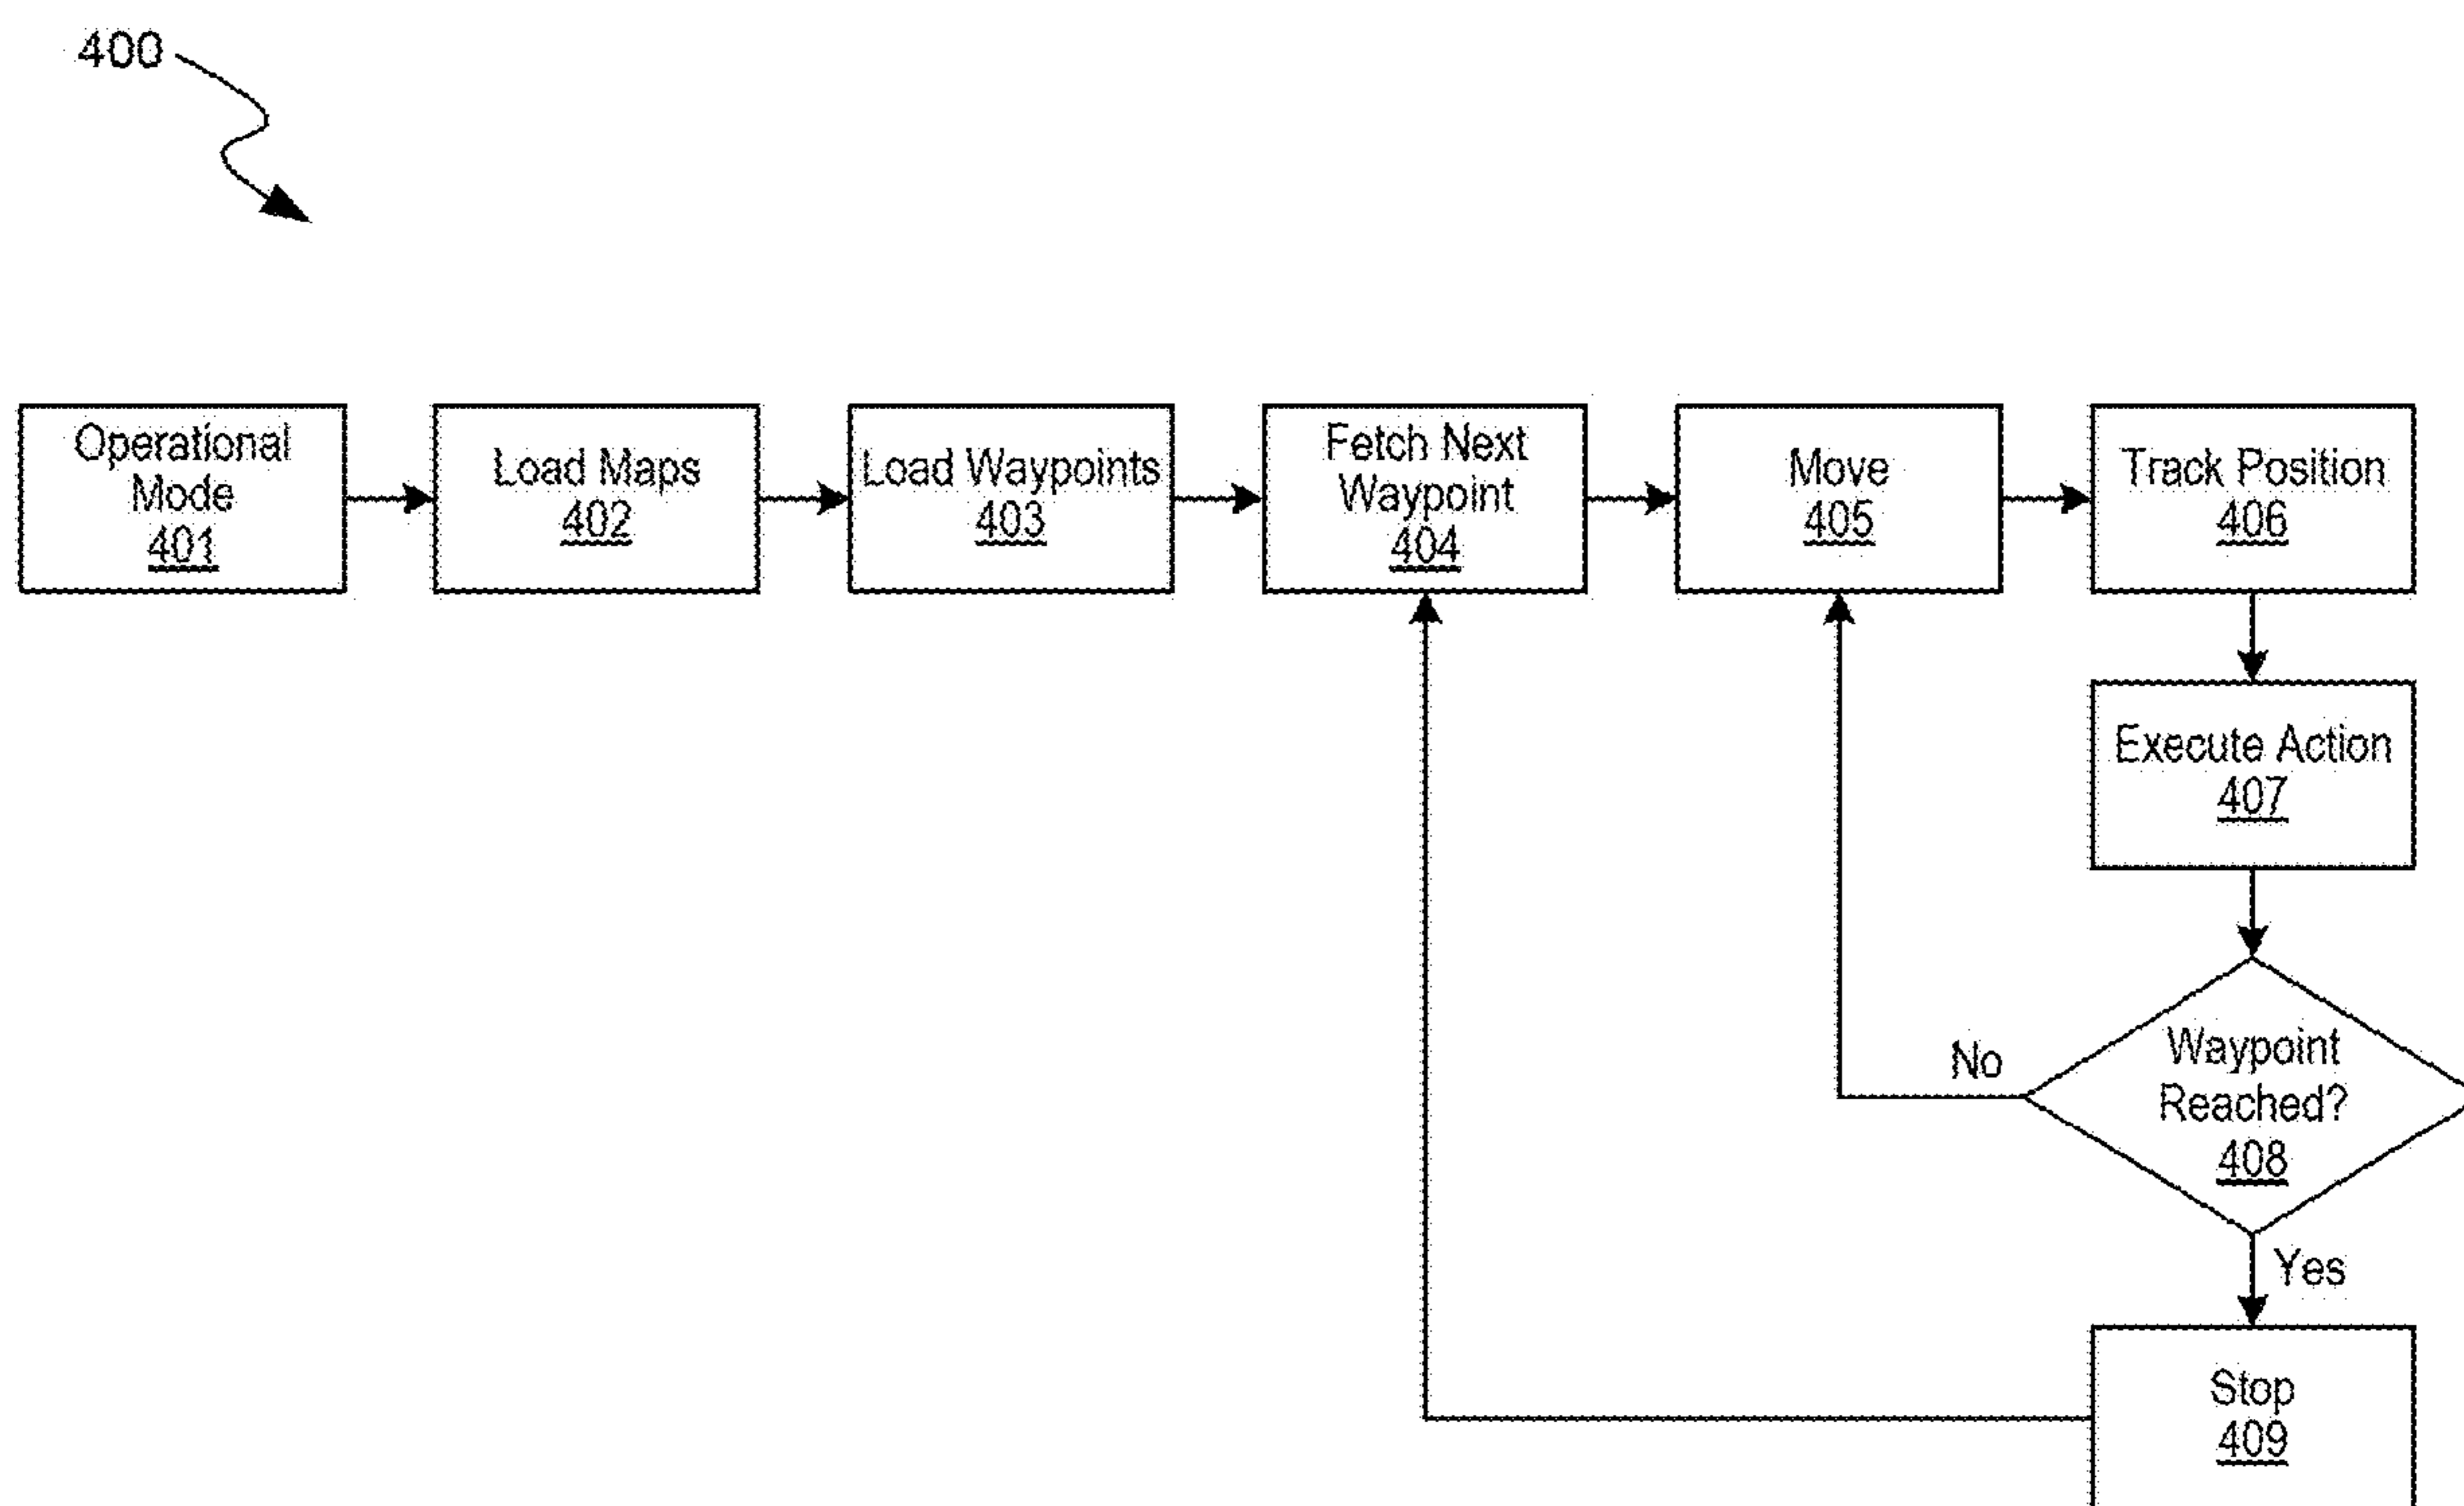 400
Operational
Mode
401
Load Maps
402
Load Waypoints
403
Fetch Next
Waypoint
404
Move
405
Track Position
406
Execute Action
407
No
Waypoint
Reached?
408
Yes
Stop
409